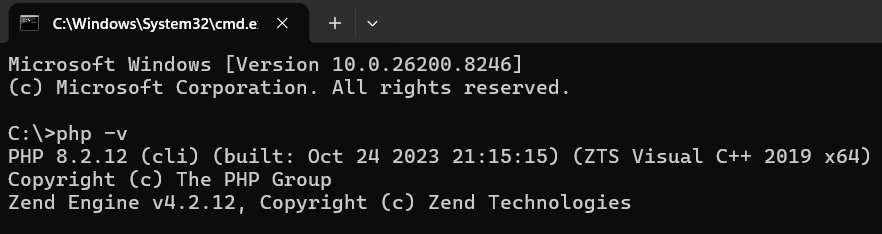 C:\Windows\System32\cmd.e
Microsoft Windows [Version 10.0.26200.8246]
(c) Microsoft Corporation. All rights reserved.
C:\>php -v
PHP 8.2.12 (cli) (built: Oct 24 2023 21:15:15) (ZTS Visual C++ 2019 x64)
Copyright (c) The PHP Group
Zend Engine v4.2.12, Copyright (c) Zend Technologies